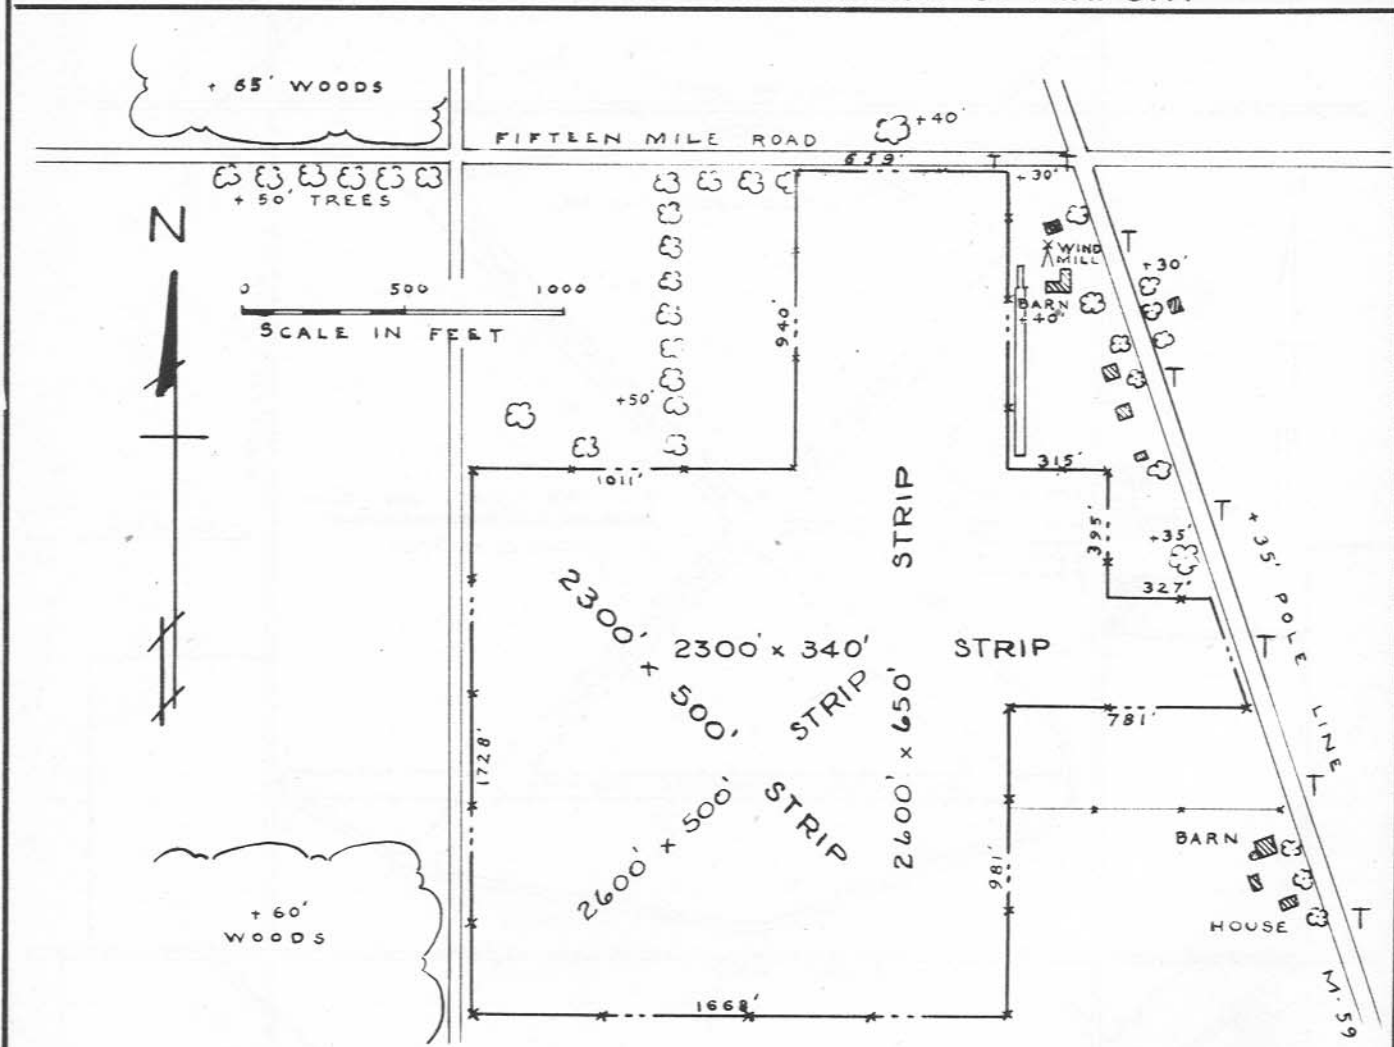 + 65' WOODS
+40'
FIFTEEN MILE ROAD
659'
T
T
+30'
+ 50' TREES
N
WIND
MILL
T
+30'
0 500 1000
SCALE IN FEET
BARN
+40'
940'
T
+50'
1011'
315'
STRIP
395'
T
+35'
327'
+35' POLE LINE
2300' + 500' STRIP
2300' x 340' STRIP
2600' + 500' STRIP
2600' x 650'
T
781'
1728'
T
BARN
981'
+ 60'
WOODS
HOUSE
T
1668'
M-59